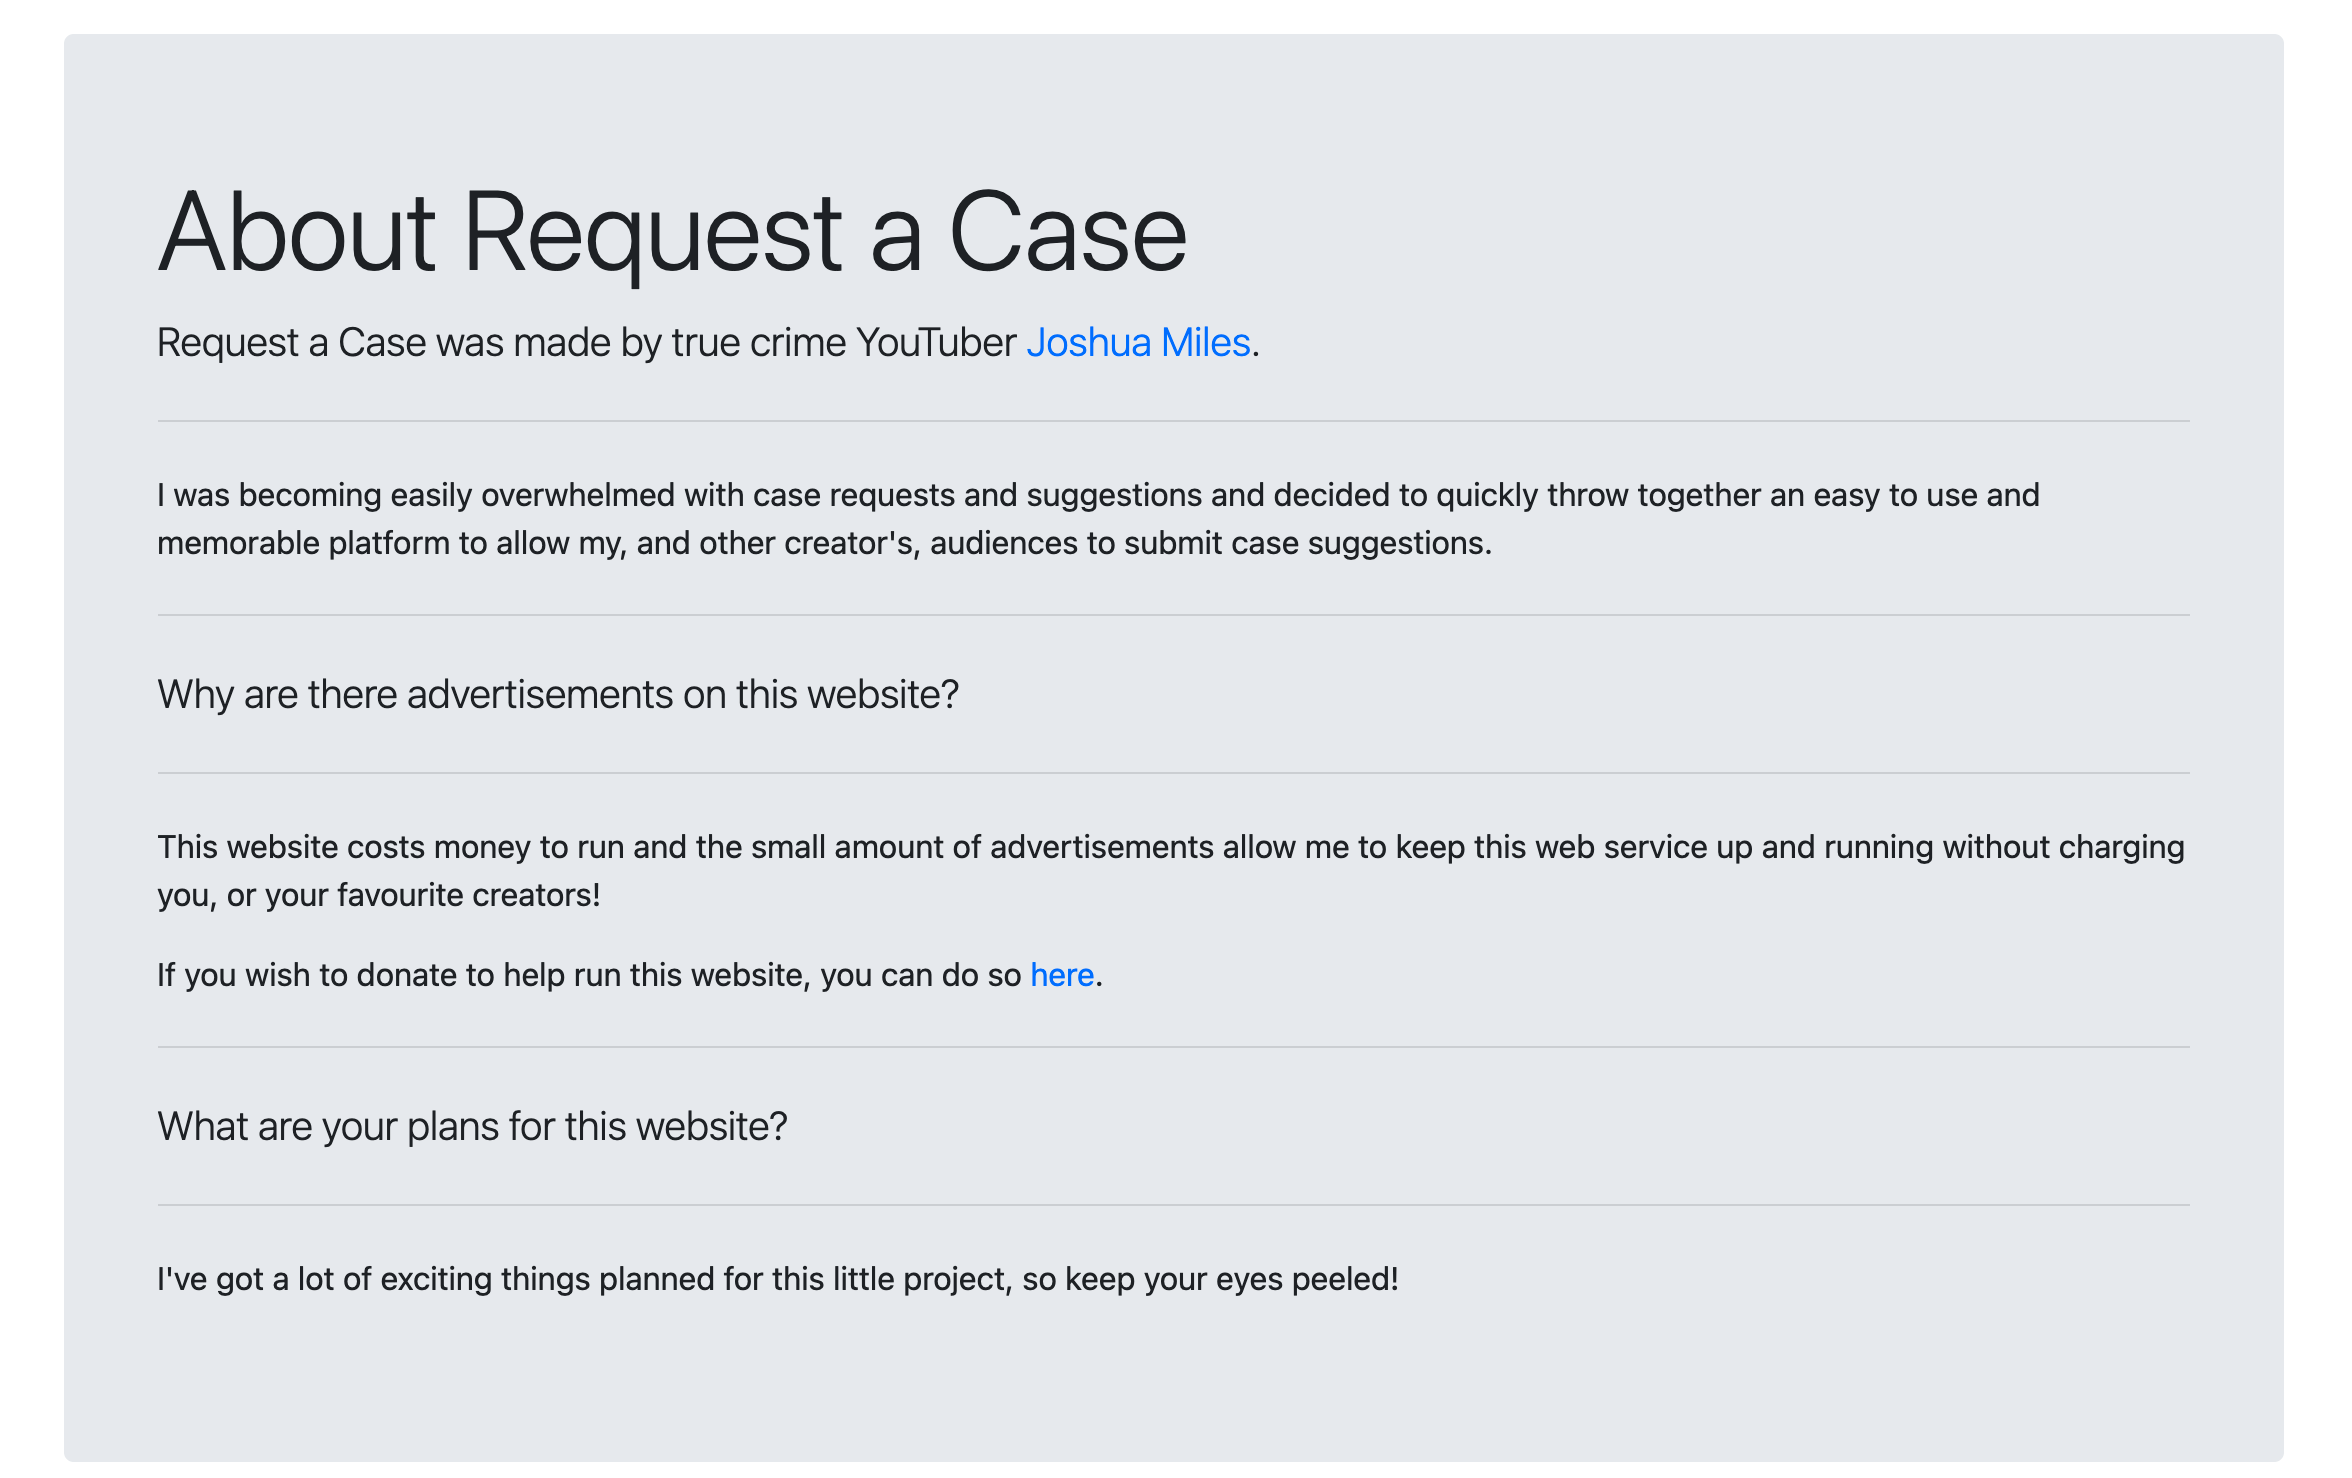 About Request a Case
Request a Case was made by true crime YouTuber Joshua Miles.
I was becoming easily overwhelmed with case requests and suggestions and decided to quickly throw together an easy to use and
memorable platform to allow my, and other creator's, audiences to submit case suggestions.
Why are there advertisements on this website?
This website costs money to run and the small amount of advertisements allow me to keep this web service up and running without charging
you, or your favourite creators!
If you wish to donate to help run this website, you can do so here.
What are your plans for this website?
I've got a lot of exciting things planned for this little project, so keep your eyes peeled!